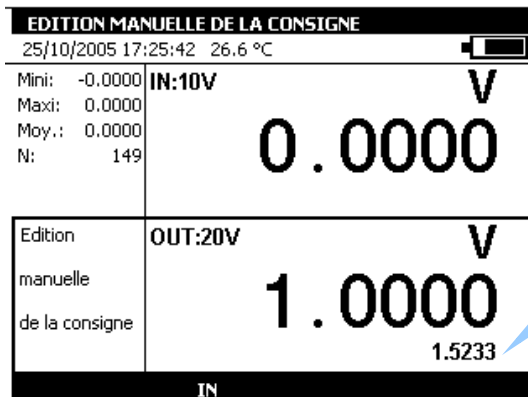 EDITION MANUELLE DE LA CONSIGNE
25/10/2005 17:25:42 26.6 °C
Mini: -0.0000
Maxi: 0.0000
Moy.: 0.0000
N: 149
IN:10V
V
0.0000
Edition
manuelle
de la consigne
OUT:20V
V
1.0000
1.5233
IN